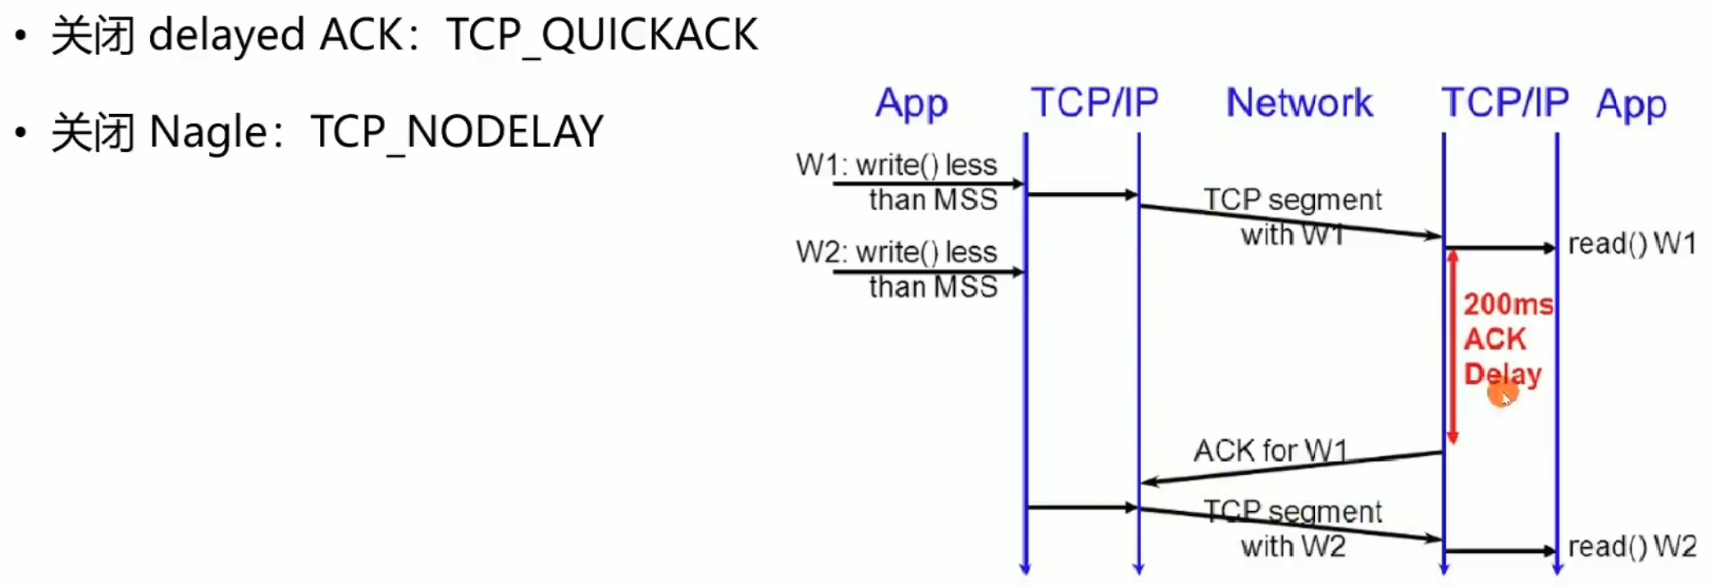 • 关闭 delayed ACK：TCP_QUICKACK
• 关闭 Nagle：TCP_NODELAY
App TCP/IP Network TCP/IP App
W1: write() less
than MSS
TCP segment
with W1
read() W1
W2: write() less
than MSS
200ms
ACK
Delay
ACK for W1
TCP segment
with W2
read() W2